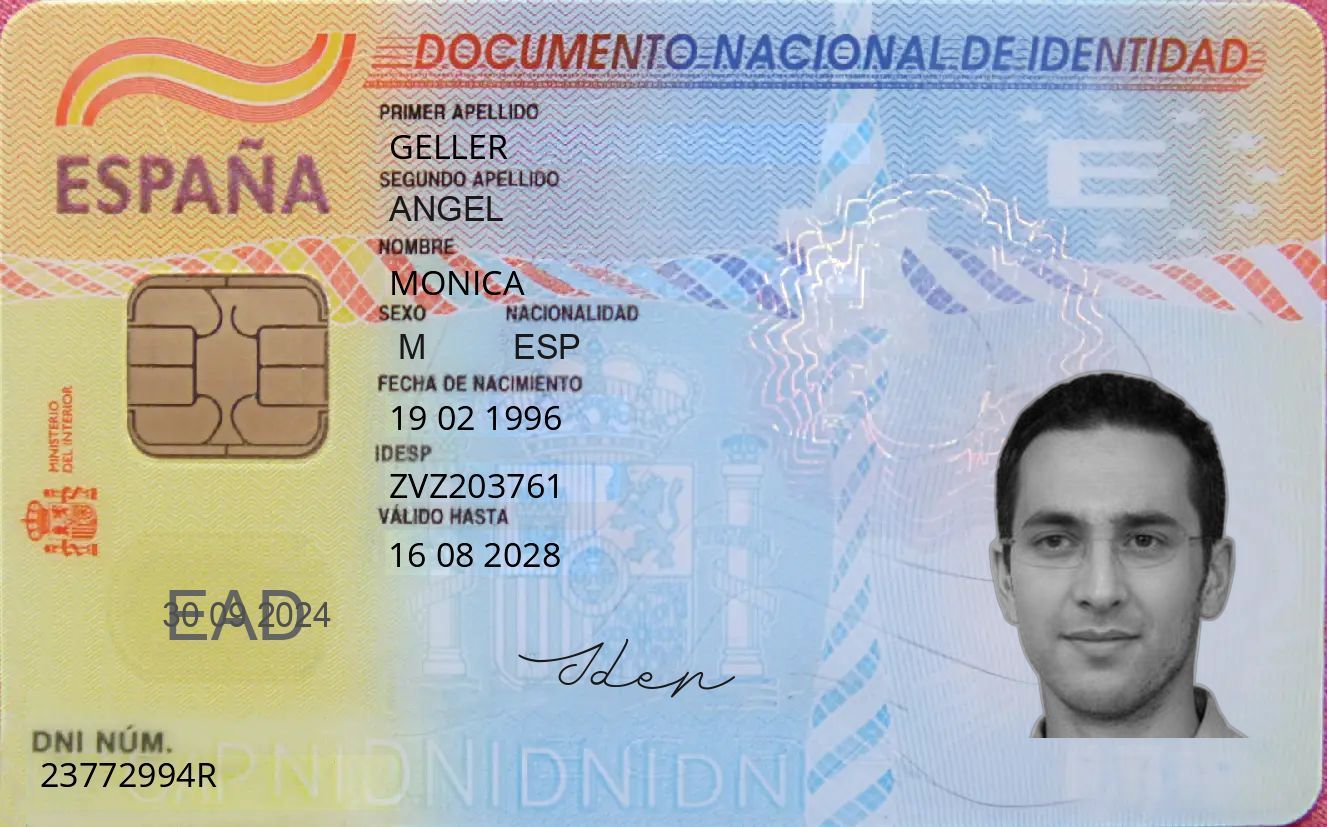 DOCUMENTO NACIONAL DE IDENTIDAD
ESPAÑA
PRIMER APELLIDO
GELLER
SEGUNDO APELLIDO
ANGEL
NOMBRE
MONICA
SEXO NACIONALIDAD
M ESP
FECHA DE NACIMIENTO
19 02 1996
IDESP
ZVZ203761
VÁLIDO HASTA
16 08 2028
MINISTERIO
DEL INTERIOR
E
EAD
30 09 2024
Iden
DNI NÚM.
23772994R
DNIDNIDNIDN